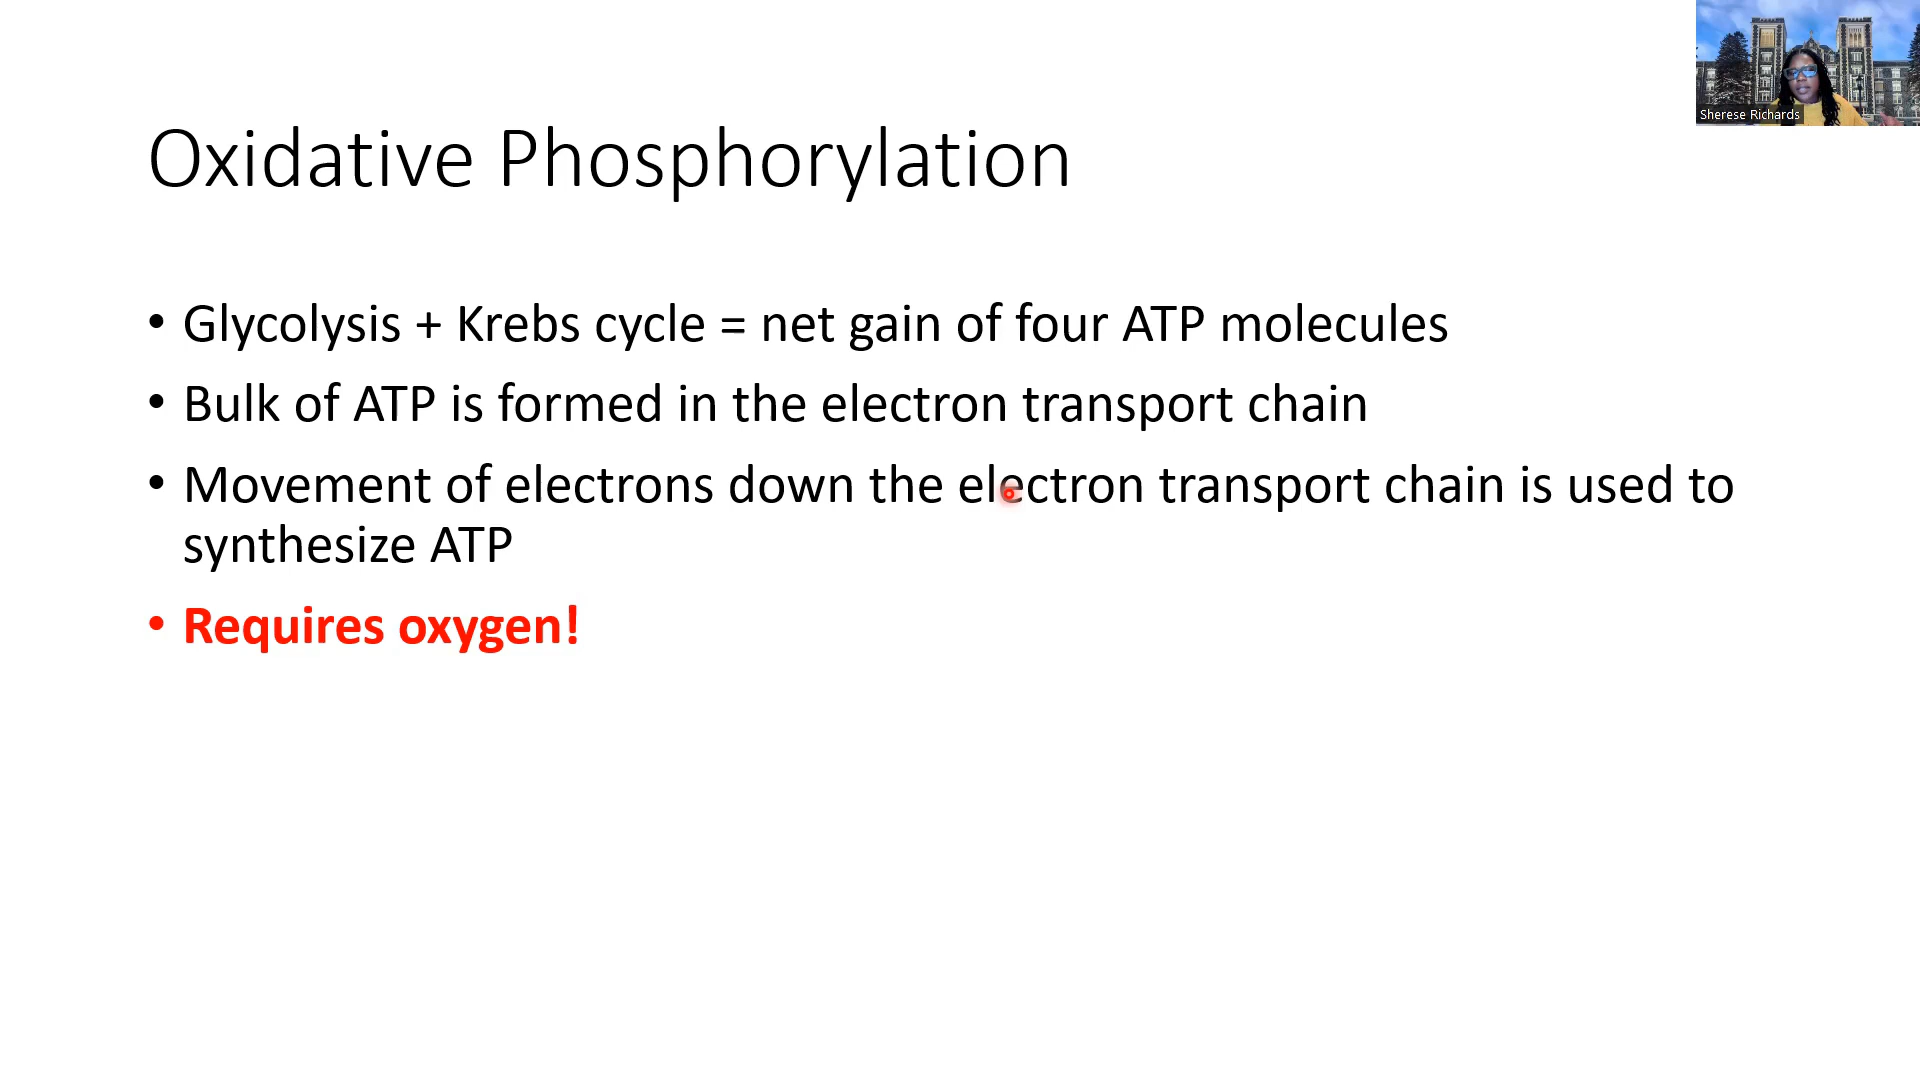 Sherese Richards
Oxidative Phosphorylation
• Glycolysis + Krebs cycle = net gain of four ATP molecules
• Bulk of ATP is formed in the electron transport chain
• Movement of electrons down the electron transport chain is used to
synthesize ATP
• Requires oxygen!